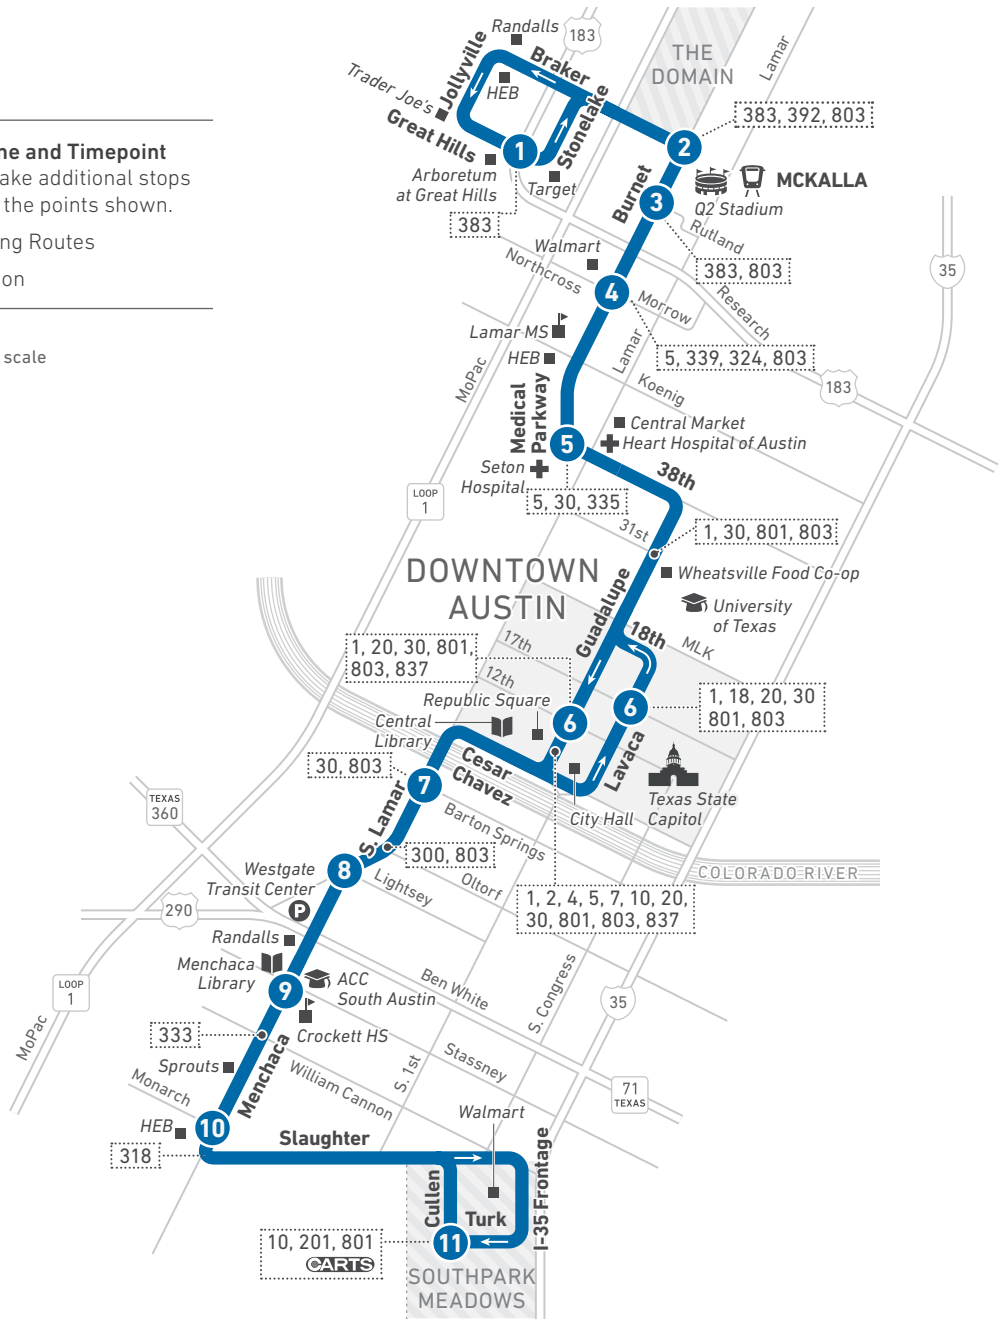 Randalls
183
THE
DOMAIN
Lamar
Jollyville
Braker
HEB
Trader Joe's
Great Hills
Stonelake
1
Arboretum
at Great Hills
Target
383
383, 392, 803
2
MCKALLA
Q2 Stadium
Burnet
3
Rutland
383, 803
ne and Timepoint
ake additional stops
the points shown.
ng Routes
on
scale
Walmart
Northcross
4
Morrow
Research
35
Lamar MS
HEB
Lamar
5, 339, 324, 803
MoPac
Koenig
183
Medical
Parkway
Central Market
Heart Hospital of Austin
5
Seton
Hospital
38th
LOOP
1
5, 30, 335
31st
1, 30, 801, 803
DOWNTOWN
AUSTIN
Wheatsville Food Co-op
University
of Texas
Guadalupe
18th
MLK
17th
12th
1, 20, 30, 801,
803, 837
Republic Square
6
6
1, 18, 20, 30
801, 803
Central
Library
Cesar
Chavez
Lavaca
30, 803
7
City Hall
Texas State
Capitol
TEXAS
360
S. Lamar
Barton Springs
300, 803
COLORADO RIVER
Westgate
Transit Center
8
Lightsey
Oltorf
1, 2, 4, 5, 7, 10, 20,
30, 801, 803, 837
P
290
Randalls
Menchaca
Library
9
ACC
South Austin
Ben White
S. Congress
LOOP
1
35
MoPac
333
Crockett HS
Sprouts
Menchaca
Monarch
William Cannon
S. 1st
Stassney
71
TEXAS
HEB
10
Walmart
318
Slaughter
Cullen
Turk
I-35 Frontage
10, 201, 801
CARTS
11
SOUTHPARK
MEADOWS